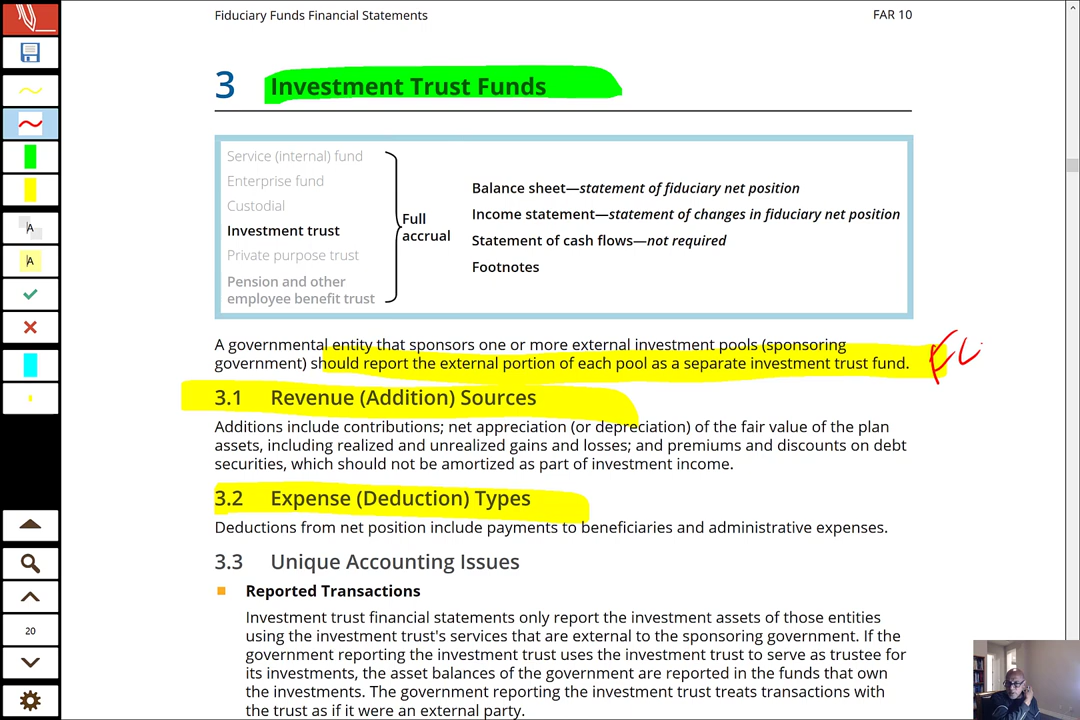 Fiduciary Funds Financial Statements
FAR 10
3 Investment Trust Funds
Service (internal) fund
Enterprise fund
Custodial
Investment trust
Private purpose trust
Pension and other
employee benefit trust
Full
accrual
Balance sheet—statement of fiduciary net position
Income statement—statement of changes in fiduciary net position
Statement of cash flows—not required
Footnotes
A governmental entity that sponsors one or more external investment pools (sponsoring
government) should report the external portion of each pool as a separate investment trust fund.
3.1 Revenue (Addition) Sources
Additions include contributions; net appreciation (or depreciation) of the fair value of the plan
assets, including realized and unrealized gains and losses; and premiums and discounts on debt
securities, which should not be amortized as part of investment income.
3.2 Expense (Deduction) Types
Deductions from net position include payments to beneficiaries and administrative expenses.
3.3 Unique Accounting Issues
Reported Transactions
Investment trust financial statements only report the investment assets of those entities
using the investment trust's services that are external to the sponsoring government. If the
government reporting the investment trust uses the investment trust to serve as trustee for
its investments, the asset balances of the government are reported in the funds that own
the investments. The government reporting the investment trust treats transactions with
the trust as if it were an external party.
A
A
20